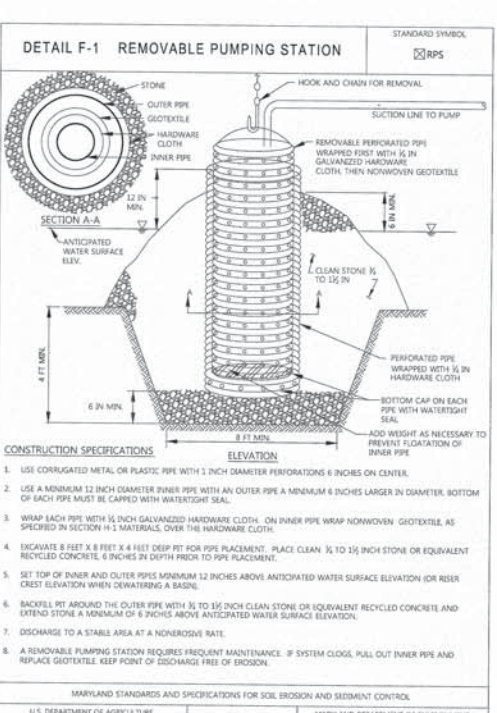 DETAIL F-1 REMOVABLE PUMPING STATION
STANDARD SYMBOL
☒RPS
STONE
OUTER PIPE
GEOTEXTILE
HARDWARE
CLOTH
INNER PIPE
SECTION A-A
ANTICIPATED
WATER SURFACE
ELEV.
HOOK AND CHAIN FOR REMOVAL
SUCTION LINE TO PUMP
REMOVABLE PERFORATED PIPE
WRAPPED FIRST WITH IN
GALVANIZED HARDWARE
CLOTH, THEN NONWOVEN GEOTEXTILE
12 IN
MIN.
6 IN MIN.
CLEAN STONE ¾
TO 1½ IN
A
A
4 FT MIN.
PERFORATED PIPE
WRAPPED WITH IN
HARDWARE CLOTH
BOTTOM CAP ON EACH
PIPE WITH WATERTIGHT
SEAL
6 IN MIN.
8 FT MIN.
ADD WEIGHT AS NECESSARY TO
PREVENT FLOATATION OF
INNER PIPE
ELEVATION
CONSTRUCTION SPECIFICATIONS
1. USE CORRUGATED METAL OR PLASTIC PIPE WITH 1 INCH DIAMETER PERFORATIONS 6 INCHES ON CENTER.
2. USE A MINIMUM 12 INCH DIAMETER INNER PIPE WITH AN OUTER PIPE A MINIMUM 6 INCHES LARGER IN DIAMETER. BOTTOM
OF EACH PIPE MUST BE CAPPED WITH WATERTIGHT SEAL.
3. WRAP EACH PIPE WITH INCH GALVANIZED HARDWARE CLOTH. ON INNER PIPE WRAP NONWOVEN GEOTEXTILE, AS
SPECIFIED IN SECTION H-1 MATERIALS, OVER THE HARDWARE CLOTH.
4. EXCAVATE 8 FEET X 8 FEET X 4 FEET DEEP PIT FOR PIPE PLACEMENT. PLACE CLEAN ¾ TO 1½ INCH STONE OR EQUIVALENT
RECYCLED CONCRETE, 6 INCHES IN DEPTH PRIOR TO PIPE PLACEMENT.
5. SET TOP OF INNER AND OUTER PIPES MINIMUM 12 INCHES ABOVE ANTICIPATED WATER SURFACE ELEVATION (OR RISER
CREST ELEVATION WHEN DEWATERING A BASIN).
6. BACKFILL PIT AROUND THE OUTER PIPE WITH ¾ TO 1½ INCH CLEAN STONE OR EQUIVALENT RECYCLED CONCRETE AND
EXTEND STONE A MINIMUM OF 6 INCHES ABOVE ANTICIPATED WATER SURFACE ELEVATION.
7. DISCHARGE TO A STABLE AREA AT A NONEROSIVE RATE.
8. A REMOVABLE PUMPING STATION REQUIRES FREQUENT MAINTENANCE. IF SYSTEM CLOGS, PULL OUT INNER PIPE AND
REPLACE GEOTEXTILE. KEEP POINT OF DISCHARGE FREE OF EROSION.
MARYLAND STANDARDS AND SPECIFICATIONS FOR SOIL EROSION AND SEDIMENT CONTROL
U.S. DEPARTMENT OF AGRICULTURE